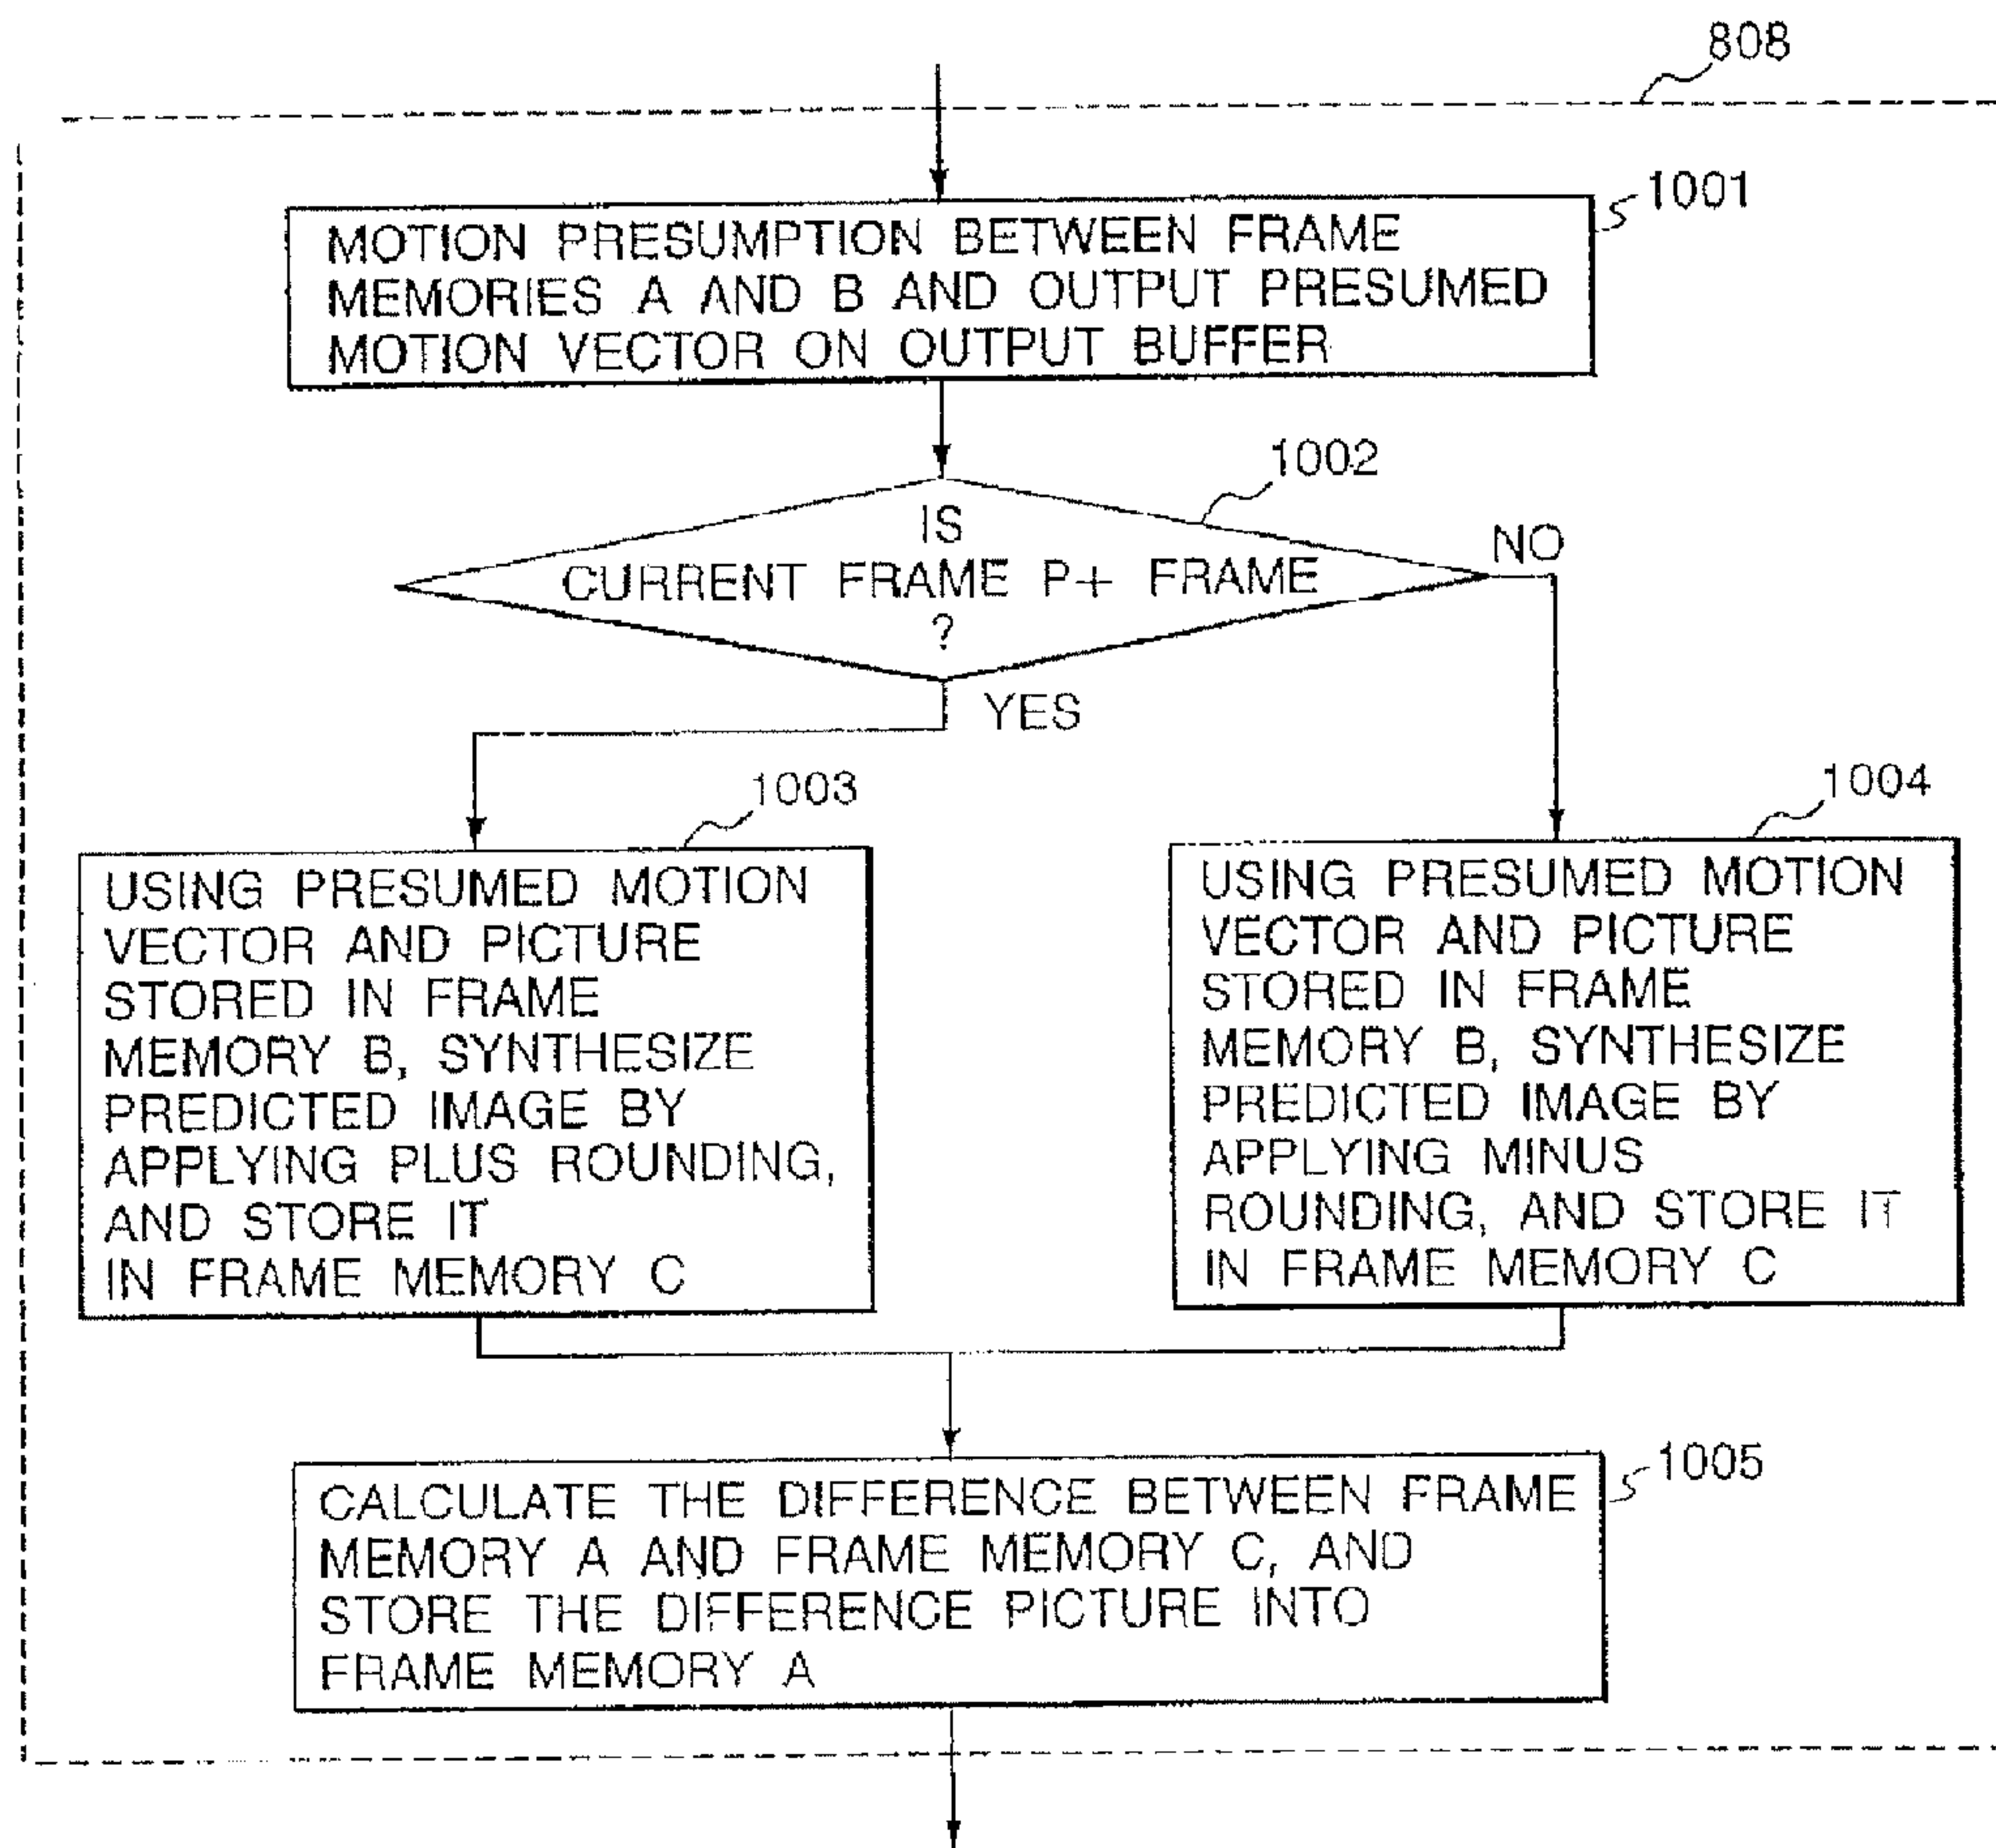 808
1001
MOTION PRESUMPTION BETWEEN FRAME
MEMORIES A AND B AND OUTPUT PRESUMED
MOTION VECTOR ON OUTPUT BUFFER
1002
IS
CURRENT FRAME P+ FRAME
?
NO
YES
1003
USING PRESUMED MOTION
VECTOR AND PICTURE
STORED IN FRAME
MEMORY B, SYNTHESIZE
PREDICTED IMAGE BY
APPLYING PLUS ROUNDING,
AND STORE IT
IN FRAME MEMORY C
1004
USING PRESUMED MOTION
VECTOR AND PICTURE
STORED IN FRAME
MEMORY B, SYNTHESIZE
PREDICTED IMAGE BY
APPLYING MINUS
ROUNDING, AND STORE IT
IN FRAME MEMORY C
1005
CALCULATE THE DIFFERENCE BETWEEN FRAME
MEMORY A AND FRAME MEMORY C, AND
STORE THE DIFFERENCE PICTURE INTO
FRAME MEMORY A